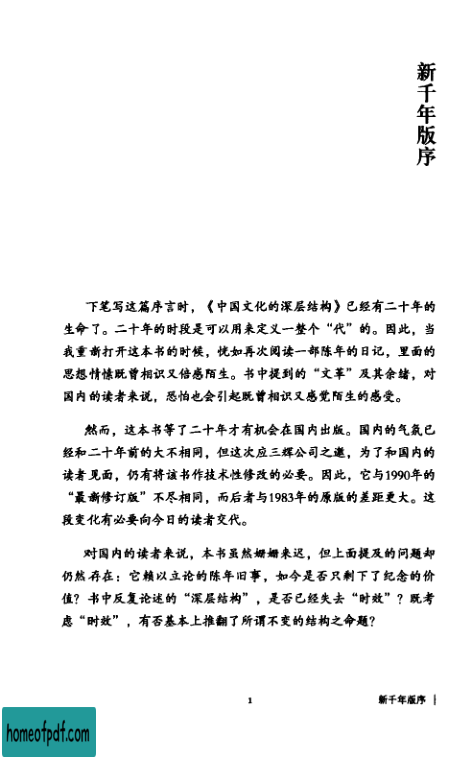 新千年版序
下笔写这篇序言时，《中国文化的深层结构》已经有二十年的
生命了。二十年的时段是可以用来定义一整个“代”的。因此，当
我重新打开这本书的时候，恍如再次阅读一部陈年的日记，里面的
思想情愫既曾相识又倍感陌生。书中提到的“文革”及其余绪，对
国内的读者来说，恐怕也会引起既曾相识又感觉陌生的感受。
然而，这本书等了二十年才有机会在国内出版。国内的气氛已
经和二十年前的大不相同，但这次应三辉公司之邀，为了和国内的
读者见面，仍有将该书作技术性修改的必要。因此，它与1990年的
“最新修订版”不尽相同，而后者与1983年的原版的差距更大。这
段变化有必要向今日的读者交代。
对国内的读者来说，本书虽然姗姗来迟，但上面提及的问题却
仍然存在：它赖以立论的陈年旧事，如今是否只剩下了纪念的价
值？书中反复论述的“深层结构”，是否已经失去“时效”？既考
虑“时效”，有否基本上推翻了所谓不变的结构之命题？
1
新千年版序
homeofpdf.com